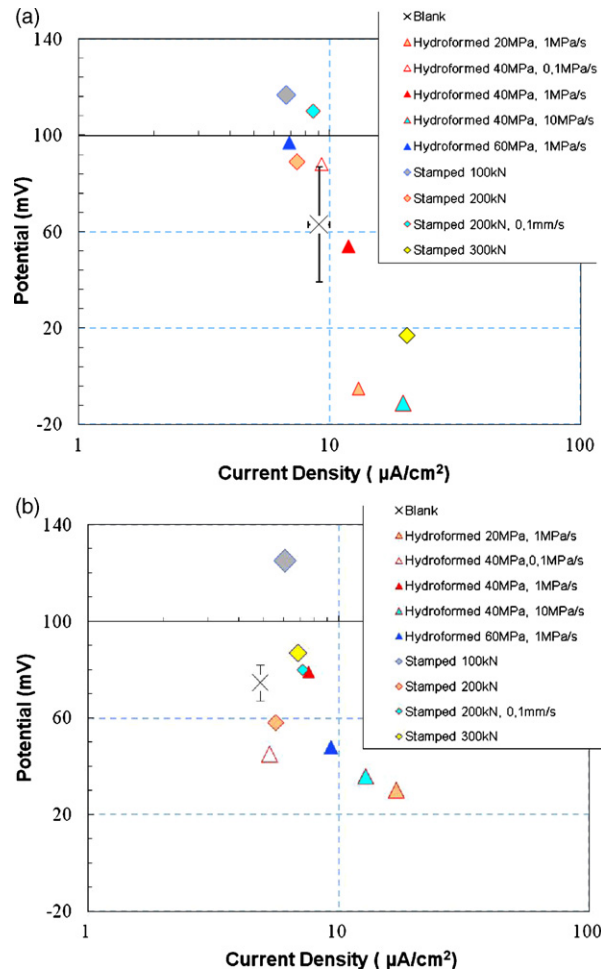 (a)
140
100
60
20
-20
Potential (mV)
1
10
100
Current Density ( µA/cm²)
Blank
Hydroformed 20MPa, 1MPa/s
Hydroformed 40MPa, 0,1MPa/s
Hydroformed 40MPa, 1MPa/s
Hydroformed 40MPa, 10MPa/s
Hydroformed 60MPa, 1MPa/s
Stamped 100kN
Stamped 200kN
Stamped 200kN, 0,1mm/s
Stamped 300kN
(b)
140
100
60
20
-20
Potential (mV)
1
10
100
Current Density ( µA/cm²)
Blank
Hydroformed 20MPa, 1MPa/s
Hydroformed 40MPa,0,1MPa/s
Hydroformed 40MPa, 1MPa/s
Hydroformed 40MPa, 10MPa/s
Hydroformed 60MPa, 1MPa/s
Stamped 100kN
Stamped 200kN
Stamped 200kN, 0,1mm/s
Stamped 300kN